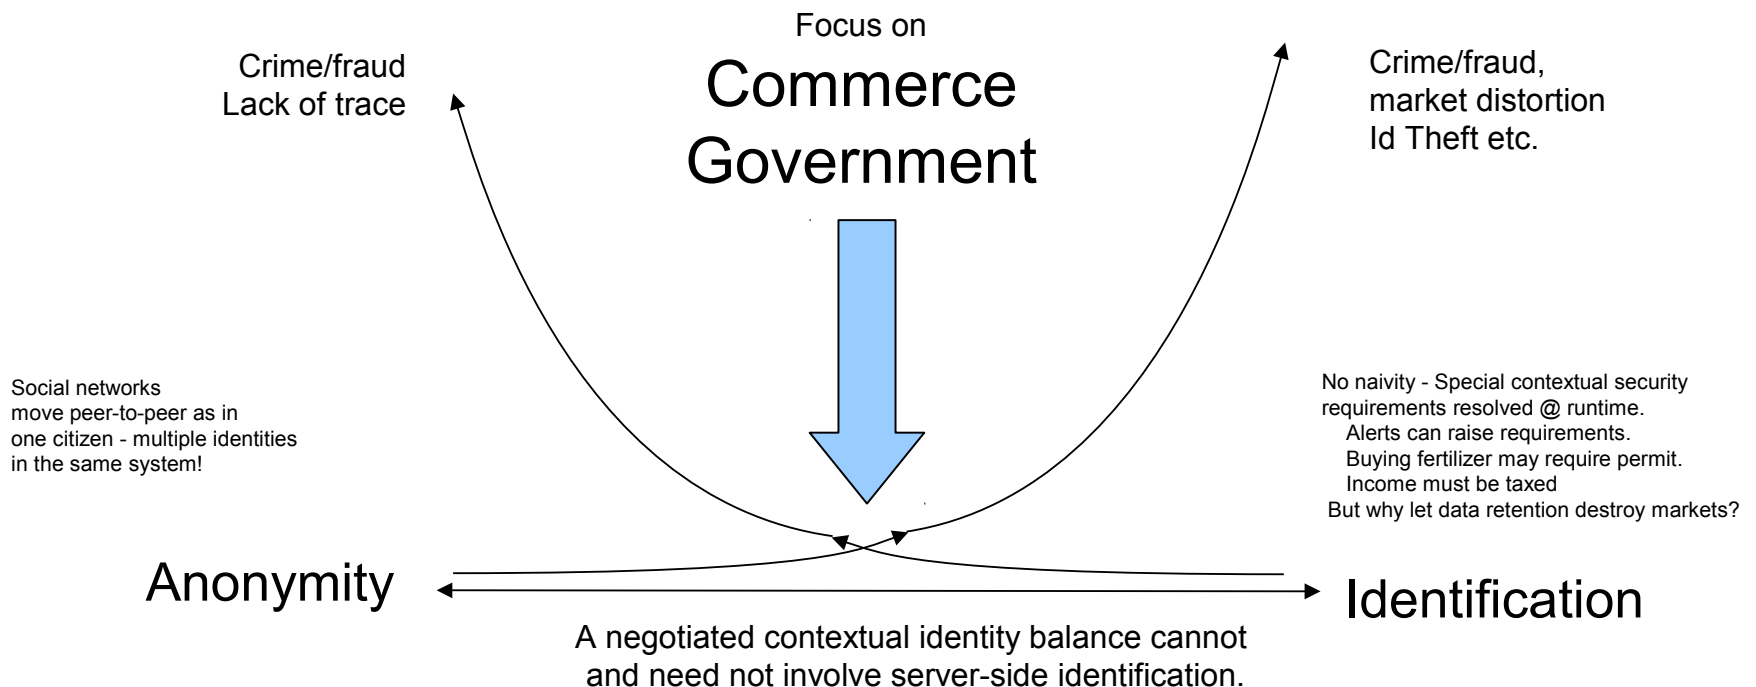 Focus on
Commerce
Government
Crime/fraud
Lack of trace
Crime/fraud,
market distortion
Id Theft etc.
Social networks
move peer-to-peer as in
one citizen - multiple identities
in the same system!
No naivity - Special contextual security
requirements resolved @ runtime.
Alerts can raise requirements.
Buying fertilizer may require permit.
Income must be taxed
But why let data retention destroy markets?
Anonymity
Identification
A negotiated contextual identity balance cannot
and need not involve server-side identification.